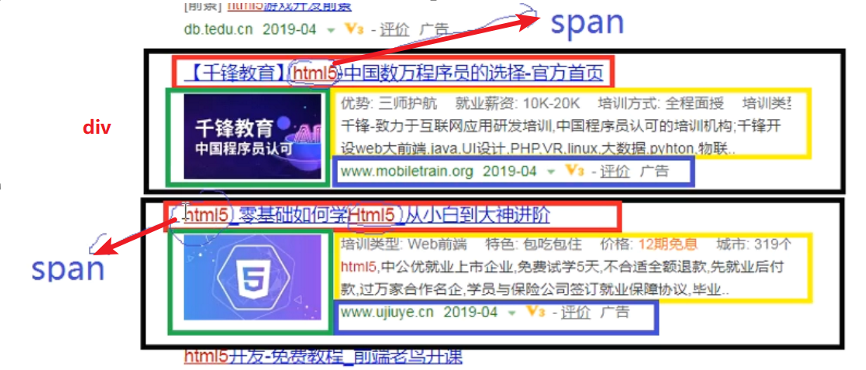 [前景] html5游戏开发前景
db.tedu.cn 2019-04 V3 - 评价 广告
span
【千锋教育】html5-中国数万程序员的选择-官方首页
div
千锋教育
中国程序员认可
优势: 三师护航 就业薪资: 10K-20K 培训方式: 全程面授 培训类型
千锋-致力于互联网应用研发培训,中国程序员认可的培训机构;千锋开
设web大前端,java,UI设计,PHP,VR,linux,大数据,pyhton,物联..
www.mobiletrain.org 2019-04 V3 - 评价 广告
html5_零基础如何学Html5_从小白到大神进阶
span
5
培训类型: Web前端 特色: 包吃包住 价格: 12期免息 城市: 319个
html5,中公优就业上市企业,免费试学5天,不合适全额退款,先就业后付
款,过万家合作名企,学员与保险公司签订就业保障协议,毕业..
www.ujiuye.cn 2019-04 V3 - 评价 广告
html5开发-免费教程_前端老鸟开课